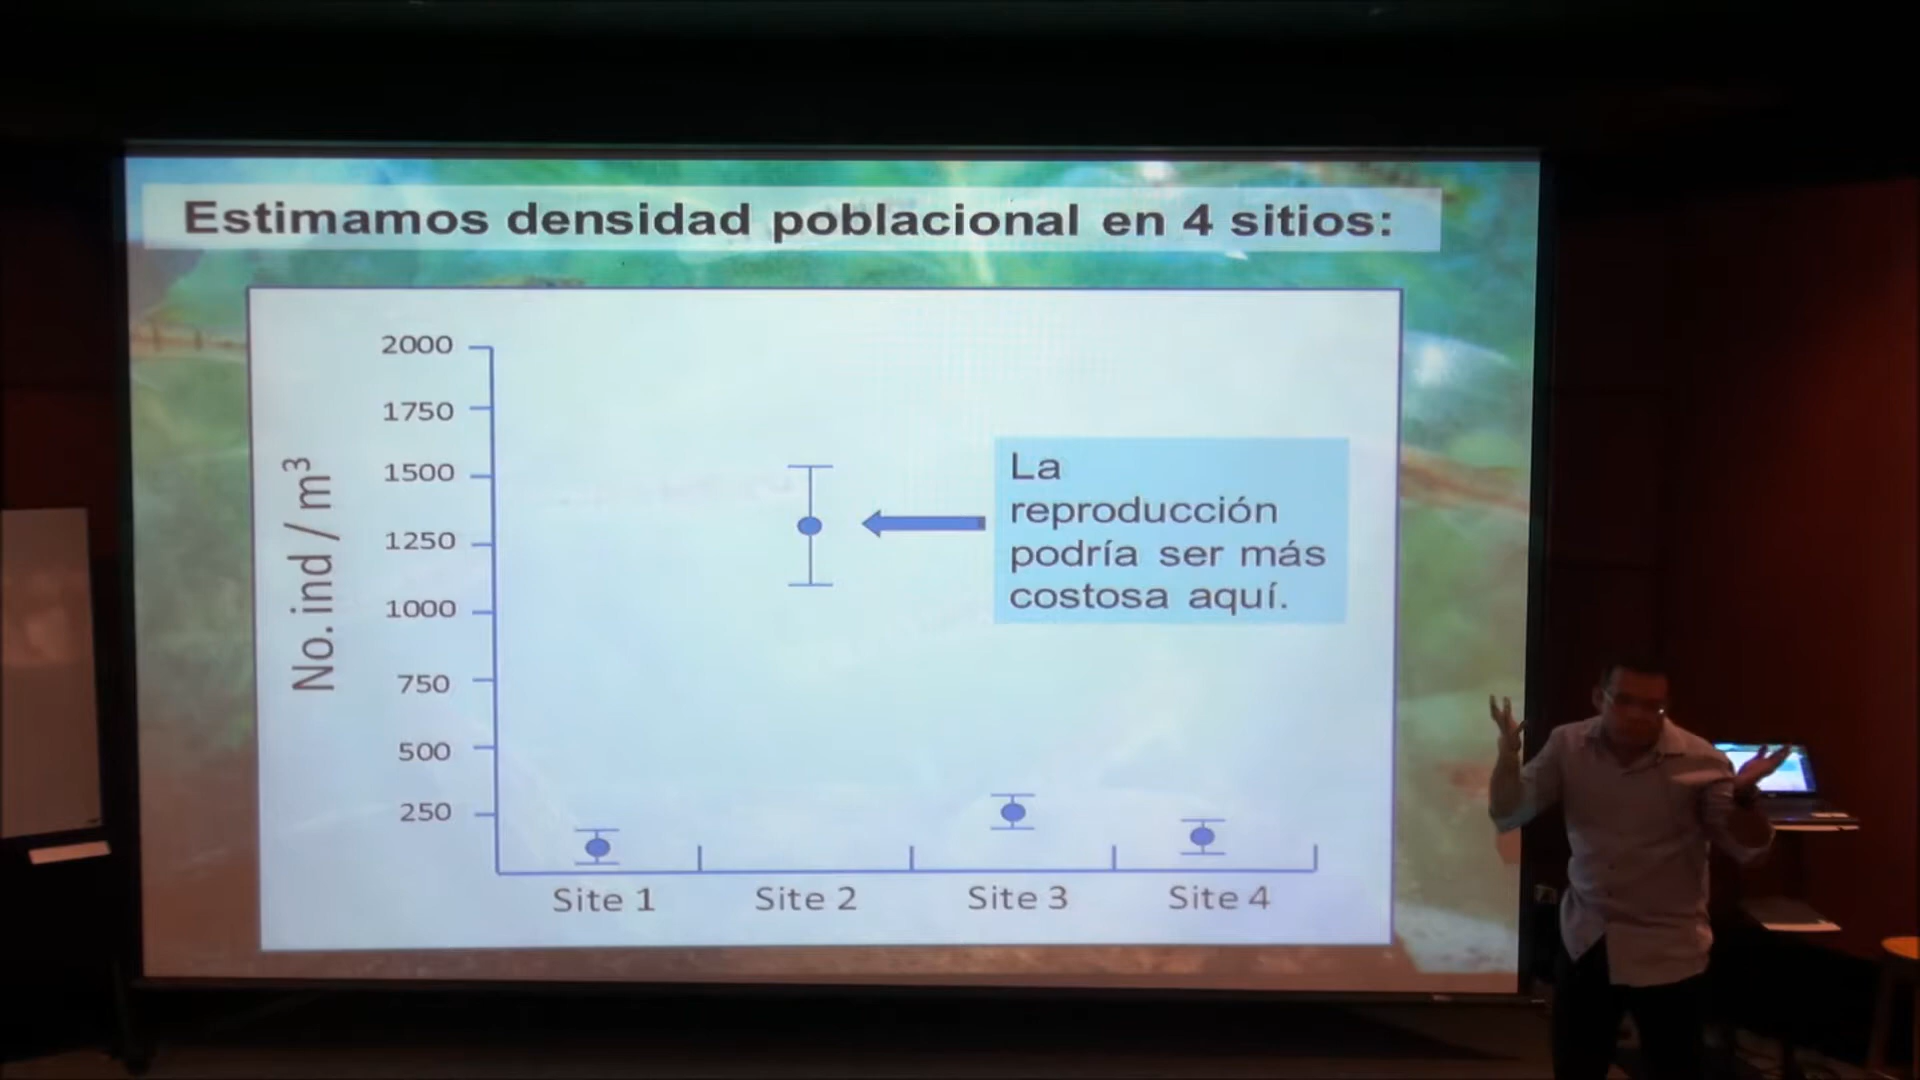 Estimamos densidad poblacional en 4 sitios:
No. ind / m³
2000
1750
1500
1250
1000
750
500
250
La
reproducción
podría ser más
costosa aquí.
Site 1
Site 2
Site 3
Site 4